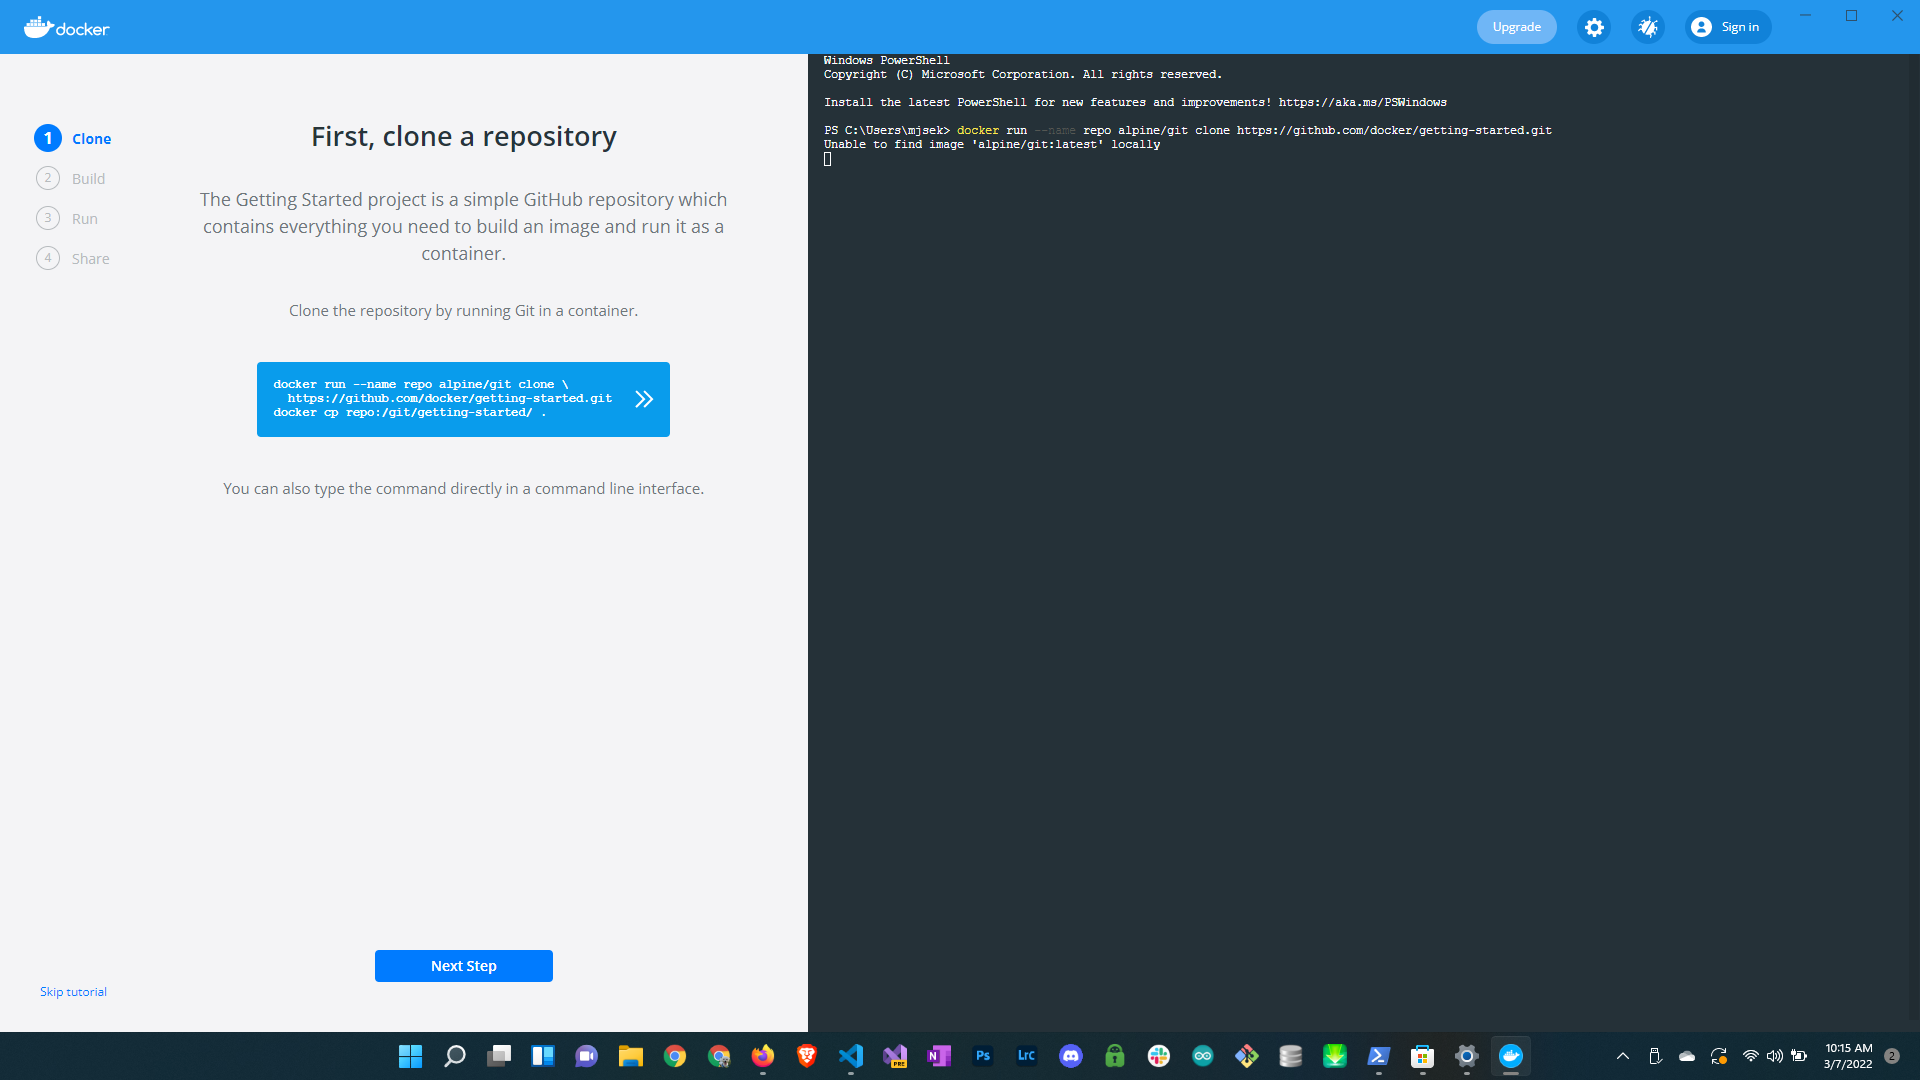 docker
Upgrade
Sign in
1 Clone
2 Build
3 Run
4 Share
First, clone a repository
The Getting Started project is a simple GitHub repository which
contains everything you need to build an image and run it as a
container.
Clone the repository by running Git in a container.
docker run --name repo alpine/git clone \
https://github.com/docker/getting-started.git
docker cp repo:/git/getting-started/ .
You can also type the command directly in a command line interface.
Next Step
Skip tutorial
Windows PowerShell
Copyright (C) Microsoft Corporation. All rights reserved.
Install the latest PowerShell for new features and improvements! https://aka.ms/PSWindows
PS C:\Users\mjsek> docker run --name repo alpine/git clone https://github.com/docker/getting-started.git
Unable to find image 'alpine/git:latest' locally
PRE
N
Ps
LrC
10:15 AM
3/7/2022
2